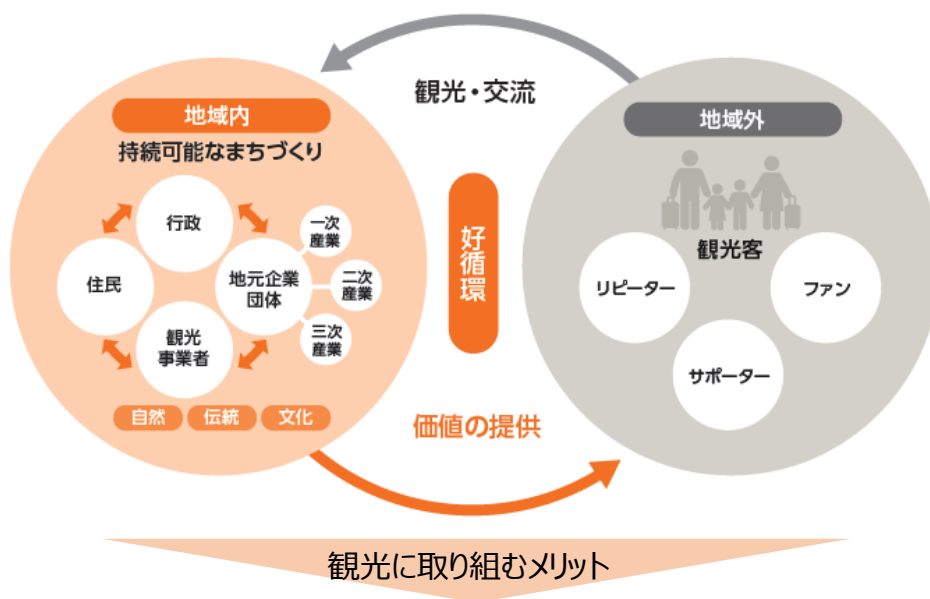 観光・交流
地域内
持続可能なまちづくり
行政
住民
地元企業
団体
観光
事業者
一次
産業
二次
産業
三次
産業
自然
伝統
文化
好循環
価値の提供
地域外
観光客
リピーター
ファン
サポーター
観光に取り組むメリット